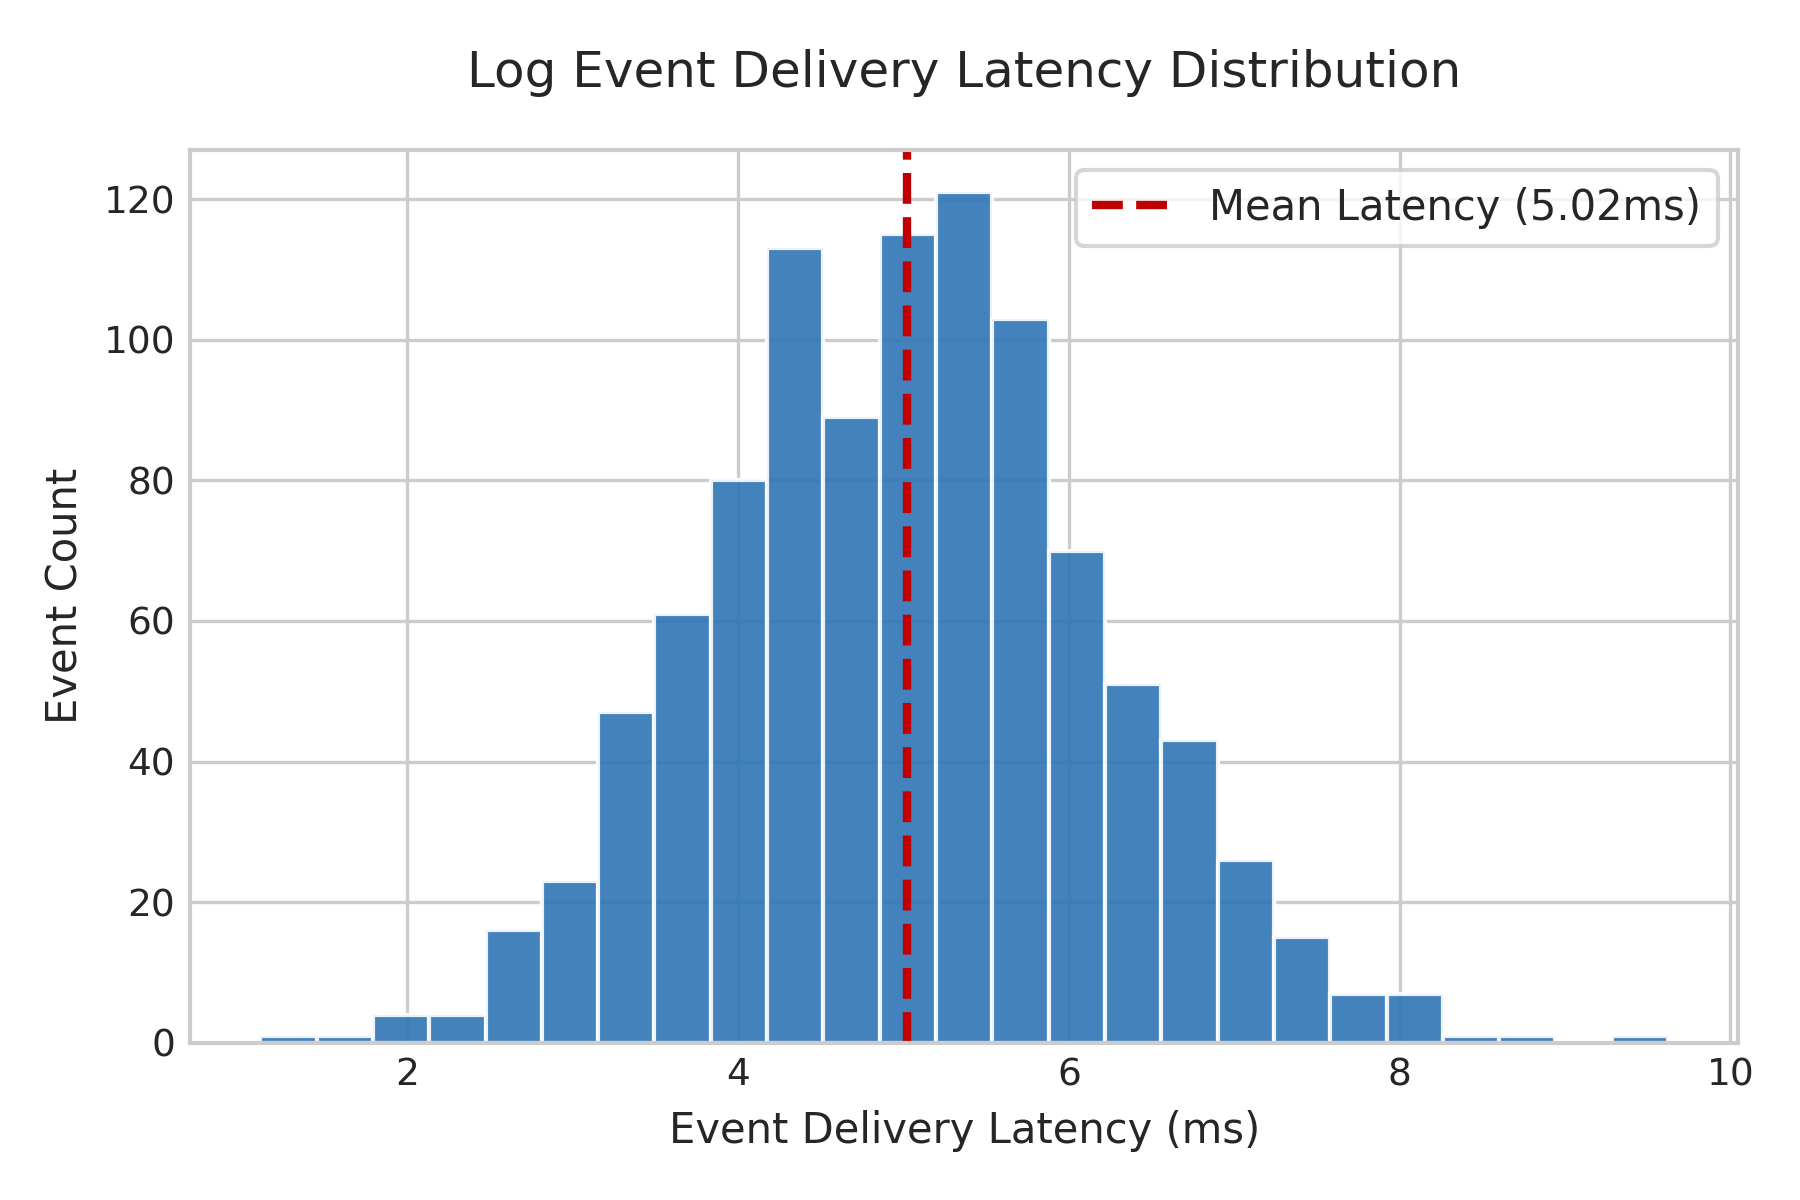 Log Event Delivery Latency Distribution
Mean Latency (5.02ms)
Event Count
120
100
80
60
40
20
0
2 4 6 8 10
Event Delivery Latency (ms)